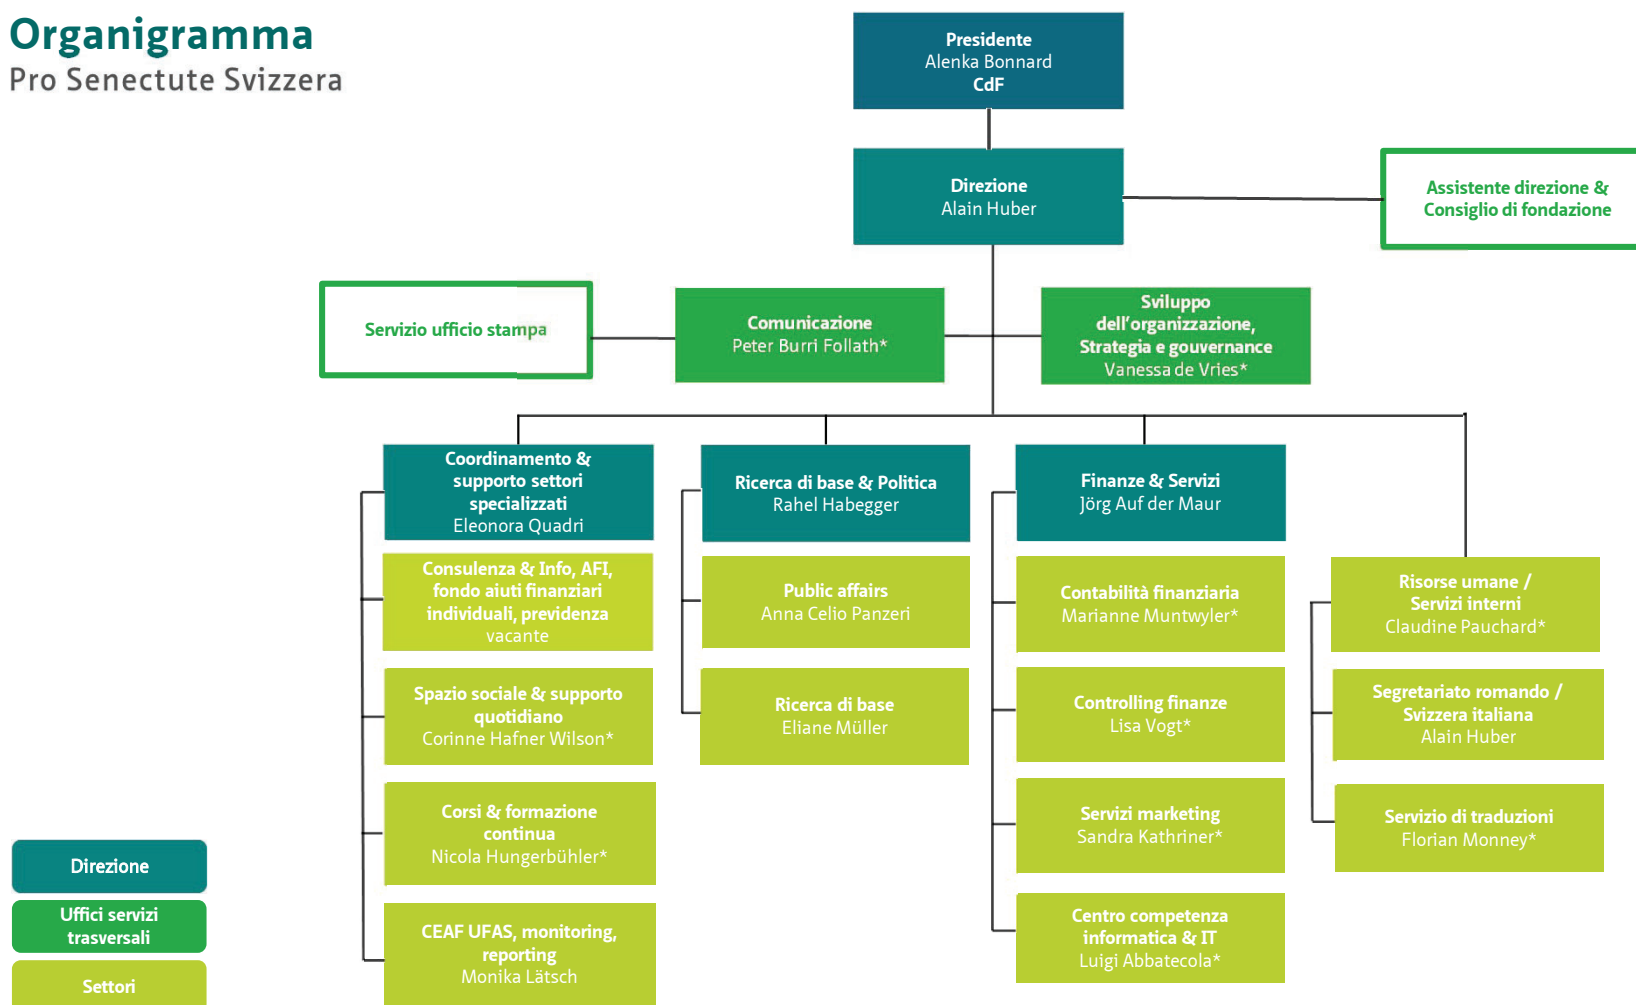 Organigramma
Pro Senectute Svizzera
Presidente
Alenka Bonnard
CdF
Direzione
Alain Huber
Assistente direzione &
Consiglio di fondazione
Servizio ufficio stampa
Comunicazione
Peter Burri Follath*
Sviluppo
dell'organizzazione,
Strategia e gouvernance
Vanessa de Vries*
Coordinamento &
supporto settori
specializzati
Eleonora Quadri
Consulenza & Info, AFI,
fondo aiuti finanziari
individuali, previdenza
vacante
Spazio sociale & supporto
quotidiano
Corinne Hafner Wilson*
Corsi & formazione
continua
Nicola Hungerbühler*
CEAF UFAS, monitoring,
reporting
Monika Lätsch
Ricerca di base & Politica
Rahel Habegger
Public affairs
Anna Celio Panzeri
Ricerca di base
Eliane Müller
Finanze & Servizi
Jörg Auf der Maur
Contabilità finanziaria
Marianne Muntwyler*
Controlling finanze
Lisa Vogt*
Servizi marketing
Sandra Kathriner*
Centro competenza
informatica & IT
Luigi Abbatecola*
Risorse umane /
Servizi interni
Claudine Pauchard*
Segretariato romando /
Svizzera italiana
Alain Huber
Servizio di traduzioni
Florian Monney*
Direzione
Uffici servizi
trasversali
Settori